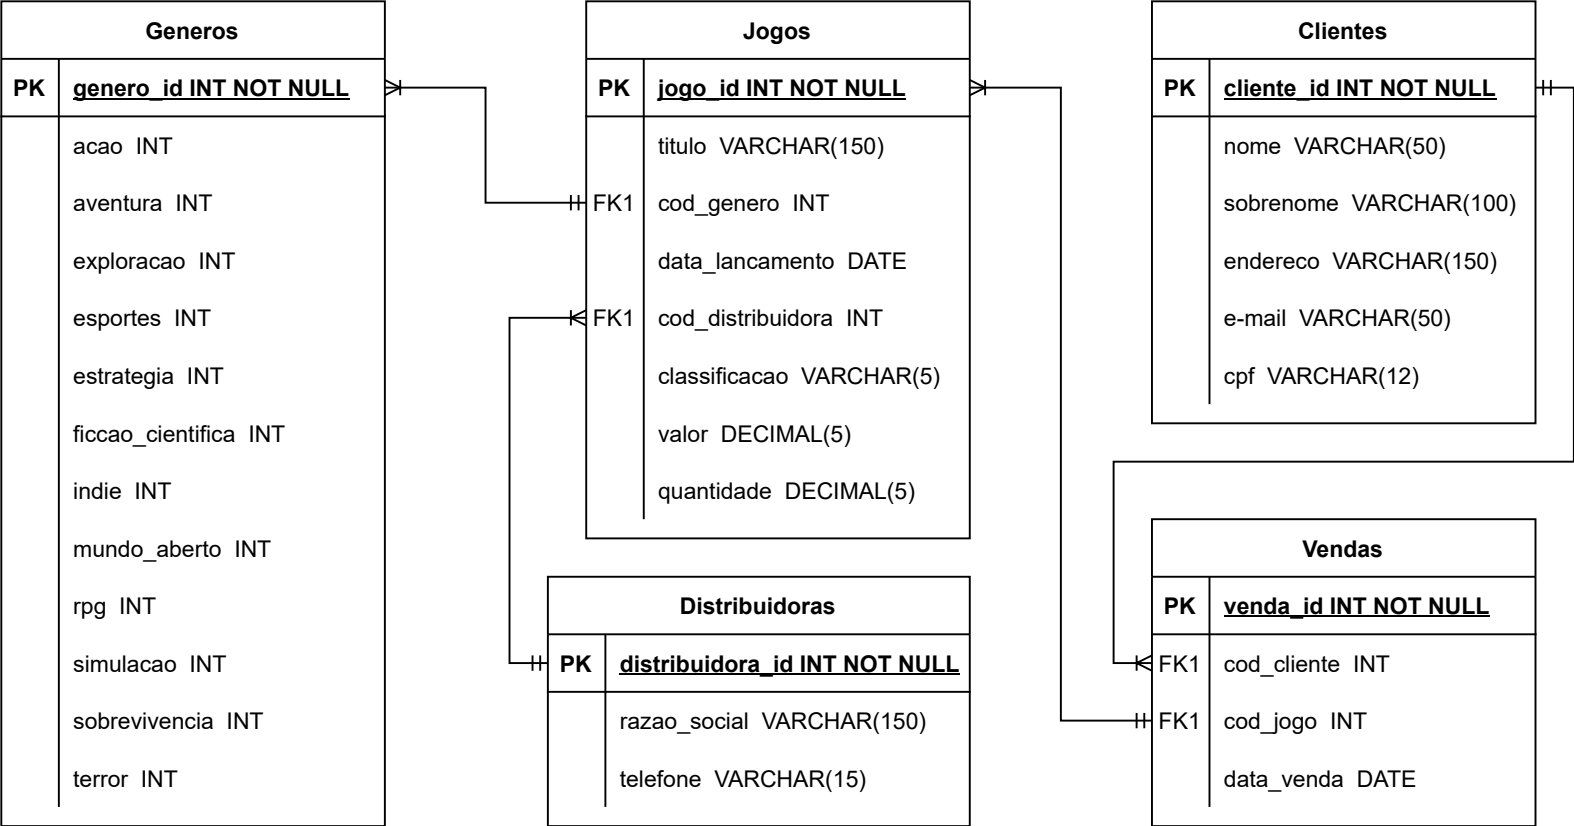 Generos
PK genero_id INT NOT NULL
acao INT
aventura INT
exploracao INT
esportes INT
estrategia INT
ficcao_cientifica INT
indie INT
mundo_aberto INT
rpg INT
simulacao INT
sobrevivencia INT
terror INT
Jogos
PK jogo_id INT NOT NULL
titulo VARCHAR(150)
FK1 cod_genero INT
data_lancamento DATE
FK1 cod_distribuidora INT
classificacao VARCHAR(5)
valor DECIMAL(5)
quantidade DECIMAL(5)
Distribuidoras
PK distribuidora_id INT NOT NULL
razao_social VARCHAR(150)
telefone VARCHAR(15)
Clientes
PK cliente_id INT NOT NULL
nome VARCHAR(50)
sobrenome VARCHAR(100)
endereco VARCHAR(150)
e-mail VARCHAR(50)
cpf VARCHAR(12)
Vendas
PK venda_id INT NOT NULL
FK1 cod_cliente INT
FK1 cod_jogo INT
data_venda DATE